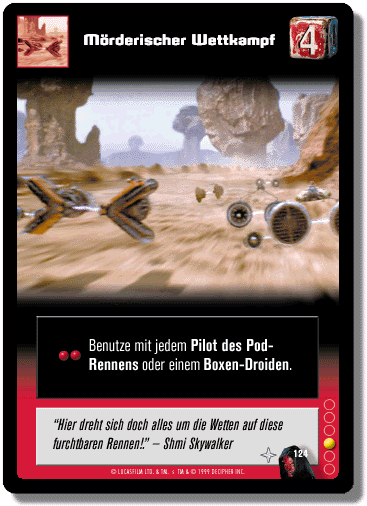 Mörderischer Wettkampf
4
Benutze mit jedem Pilot des Pod-
Rennens oder einem Boxen-Droiden.
“Hier dreht sich doch alles um die Wetten auf diese
furchtbaren Rennen!.” – Shmi Skywalker
124
© LUCASFILM LTD. & TM. & TM & © 1999 DECIPHER INC.